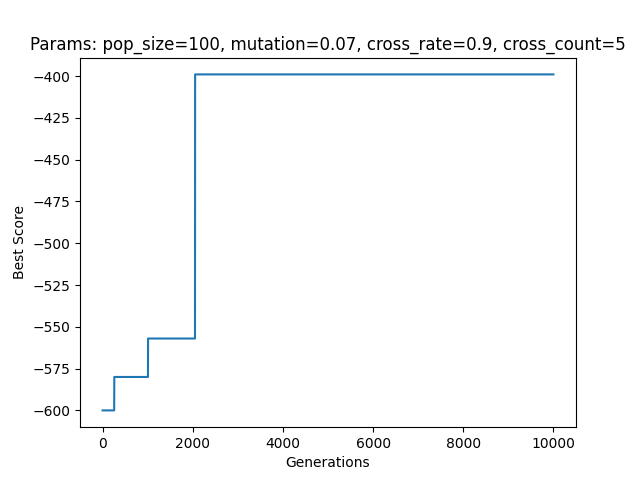 Params: pop_size=100, mutation=0.07, cross_rate=0.9, cross_count=5
−400
−425
−450
−475
−500
−525
−550
−575
−600
Best Score
0 2000 4000 6000 8000 10000
Generations